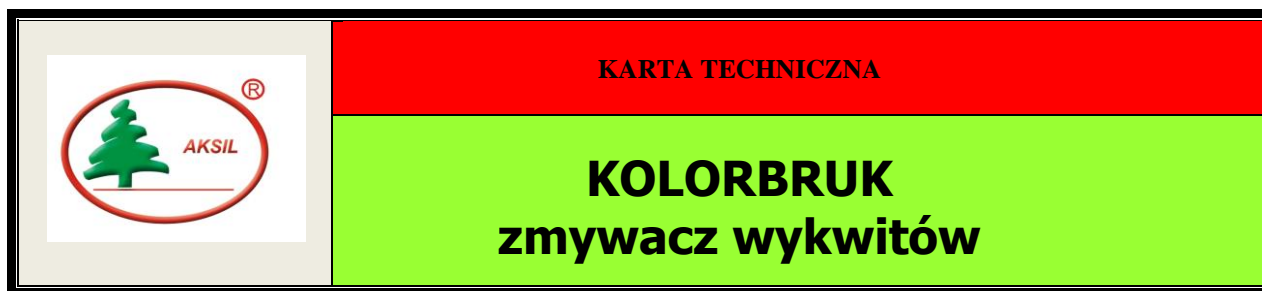 ®
AKSIL
KARTA TECHNICZNA
KOLORBRUK
zmywacz wykwitów